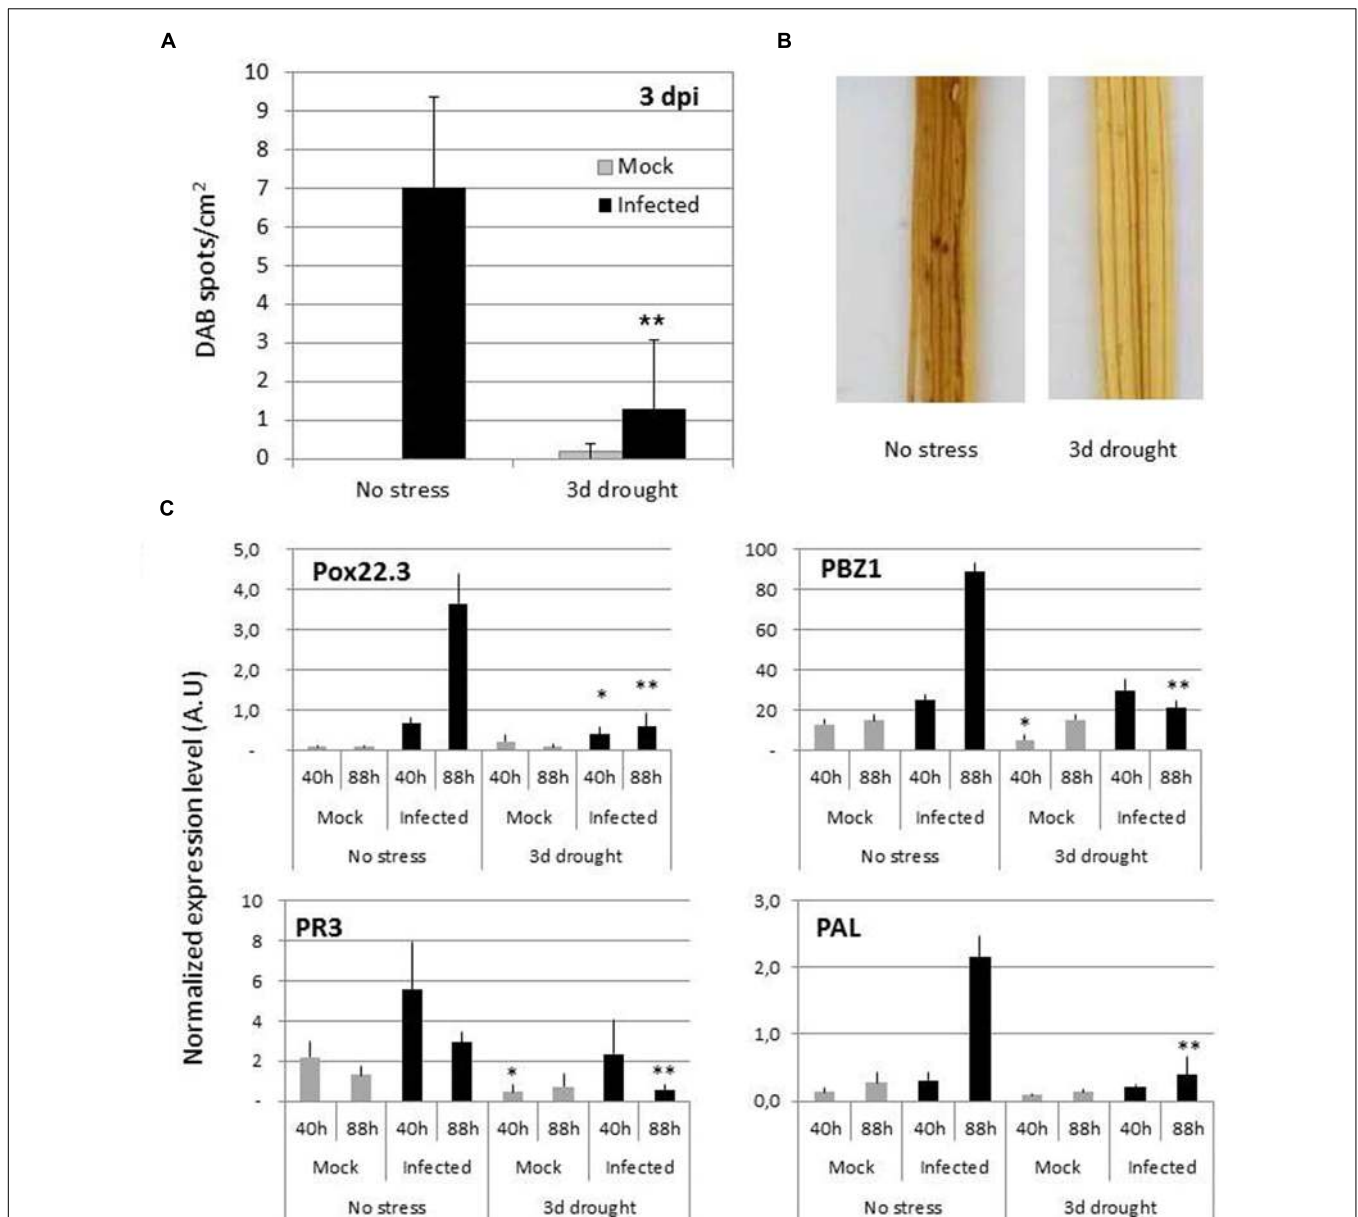 A
10
9
8
7
6
5
4
3
2
1
0
DAB spots/cm²
3 dpi
Mock
Infected
**
No stress 3d drought
B
No stress 3d drought
C
Normalized expression level (A.U)
Pox22.3
5,0
4,0
3,0
2,0
1,0
-
* **
40h 88h 40h 88h 40h 88h 40h 88h
Mock Infected Mock Infected
No stress 3d drought
PBZ1
100
80
60
40
20
-
* **
40h 88h 40h 88h 40h 88h 40h 88h
Mock Infected Mock Infected
No stress 3d drought
PR3
10
8
6
4
2
-
* **
40h 88h 40h 88h 40h 88h 40h 88h
Mock Infected Mock Infected
No stress 3d drought
PAL
3,0
2,0
1,0
0,0
**
40h 88h 40h 88h 40h 88h 40h 88h
Mock Infected Mock Infected
No stress 3d drought